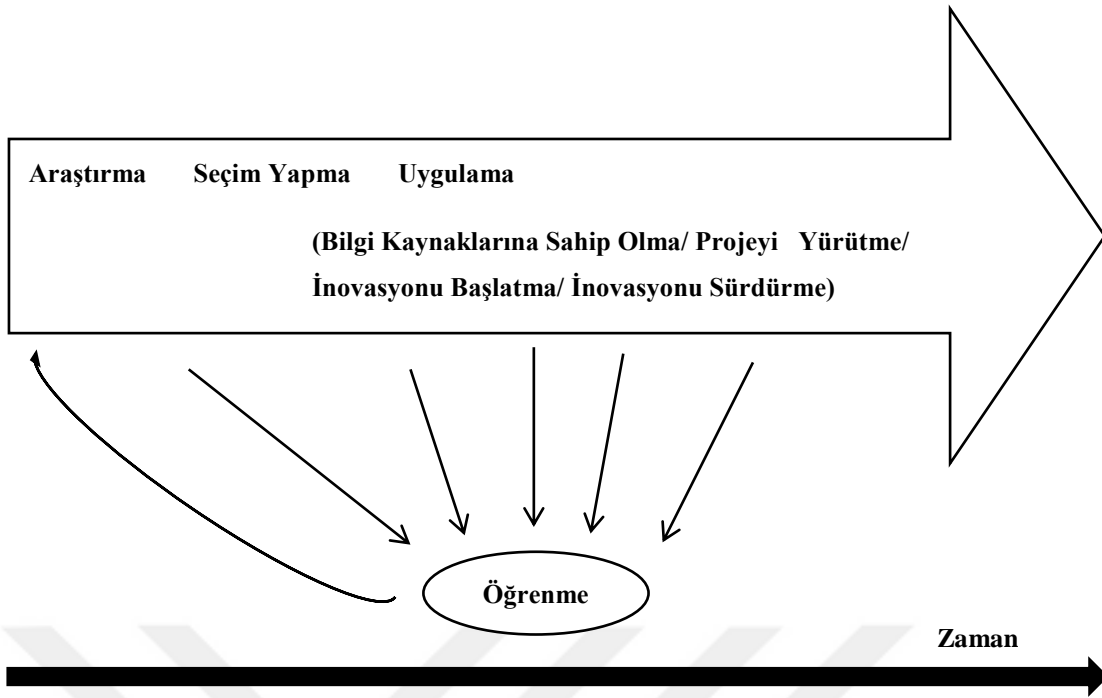 Araştırma Seçim Yapma Uygulama
(Bilgi Kaynaklarına Sahip Olma/ Projeyi Yürütme/
İnovasyonu Başlatma/ İnovasyonu Sürdürme)
Öğrenme
Zaman